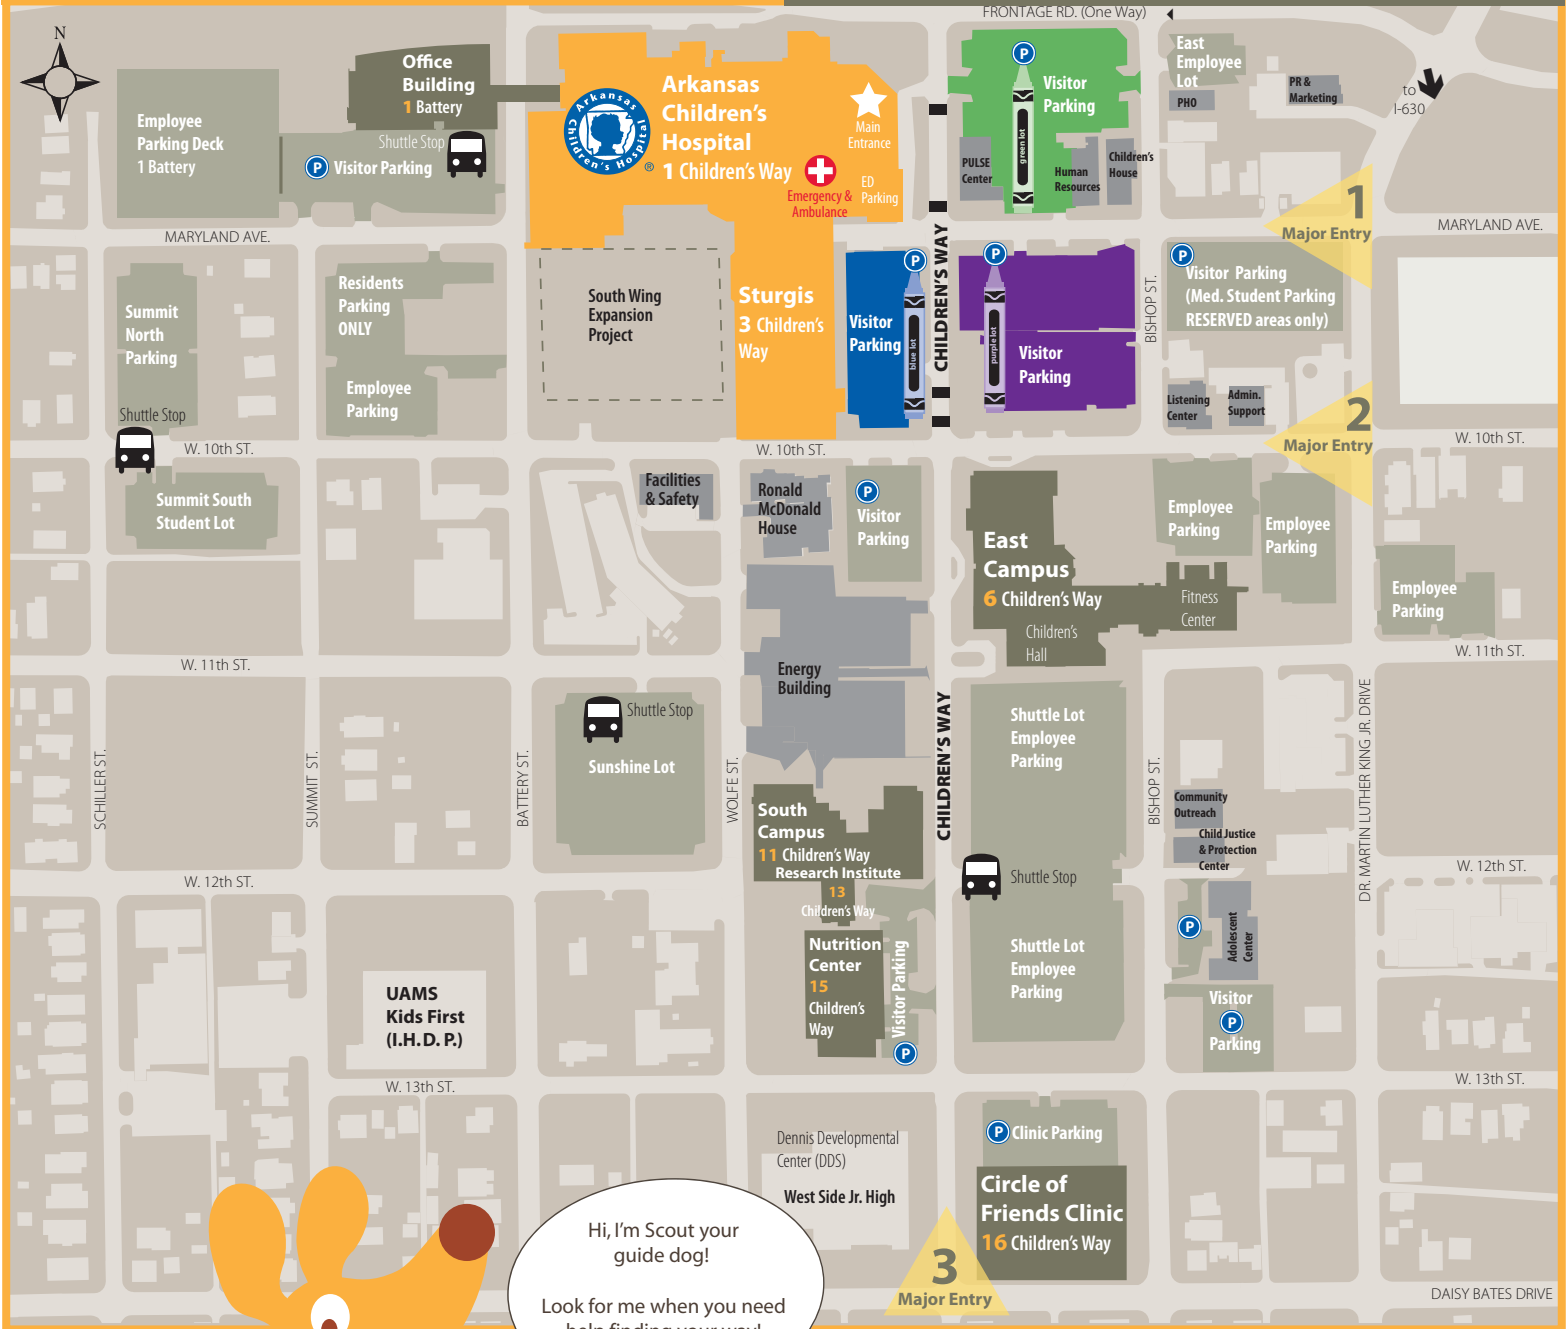 FRONTAGE RD. (One Way)
N
Office
Building
1 Battery
Employee
Parking Deck
1 Battery
Shuttle Stop
P Visitor Parking
Arkansas Children's Hospital ®
Arkansas
Children's
Hospital
1 Children's Way
Main
Entrance
Emergency &
Ambulance
ED
Parking
P
Visitor
Parking
green lot
PULSE
Center
Human
Resources
Children's
House
East
Employee
Lot
PHO
PR &
Marketing
to
I-630
1
Major Entry
MARYLAND AVE.
MARYLAND AVE.
Summit
North
Parking
Residents
Parking
ONLY
Employee
Parking
South Wing
Expansion
Project
Sturgis
3 Children's
Way
P
Visitor
Parking
blue lot
CHILDREN'S WAY
P
purple lot
Visitor
Parking
BISHOP ST.
P
Visitor Parking
(Med. Student Parking
RESERVED areas only)
Listening
Center
Admin.
Support
2
Major Entry
Shuttle Stop
W. 10th ST.
W. 10th ST.
W. 10th ST.
Summit South
Student Lot
Facilities
& Safety
Ronald
McDonald
House
P
Visitor
Parking
East
Campus
6 Children's Way
Children's
Hall
Fitness
Center
Employee
Parking
Employee
Parking
Employee
Parking
W. 11th ST.
W. 11th ST.
Energy
Building
Shuttle Stop
Sunshine Lot
SCHILLER ST.
SUMMIT ST.
BATTERY ST.
WOLFE ST.
CHILDREN'S WAY
BISHOP ST.
DR. MARTIN LUTHER KING JR. DRIVE
Shuttle Lot
Employee
Parking
South
Campus
11 Children's Way
Research Institute
13
Children's Way
Community
Outreach
Child Justice
& Protection
Center
Shuttle Stop
W. 12th ST.
W. 12th ST.
Nutrition
Center
15
Children's
Way
Visitor Parking
P
Shuttle Lot
Employee
Parking
P
Adolescent
Center
Visitor
P
Parking
UAMS
Kids First
(I.H.D. P.)
W. 13th ST.
W. 13th ST.
Dennis Developmental
Center (DDS)
West Side Jr. High
P Clinic Parking
Circle of
Friends Clinic
16 Children's Way
3
Major Entry
DAISY BATES DRIVE
Hi, I'm Scout your
guide dog!
Look for me when you need
help finding your way!